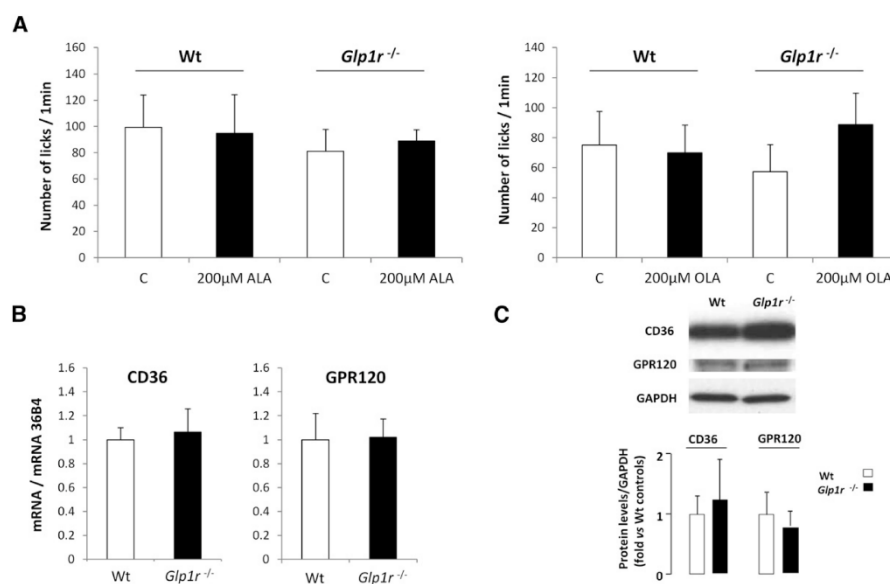 A
Wt
Glp1r -/-
Number of licks / 1min
160
140
120
100
80
60
40
20
0
C
200µM ALA
C
200µM ALA
Wt
Glp1r -/-
Number of licks / 1min
140
120
100
80
60
40
20
0
C
200µM OLA
C
200µM OLA
B
CD36
mRNA / mRNA 36B4
1.6
1.4
1.2
1
0.8
0.6
0.4
0.2
0
Wt
Glp1r -/-
GPR120
1.6
1.4
1.2
1
0.8
0.6
0.4
0.2
0
Wt
Glp1r -/-
C
Wt Glp1r -/-
CD36
GPR120
GAPDH
CD36 GPR120
Protein levels/GAPDH
(fold vs Wt controls)
2
1
0
Wt
Glp1r -/-